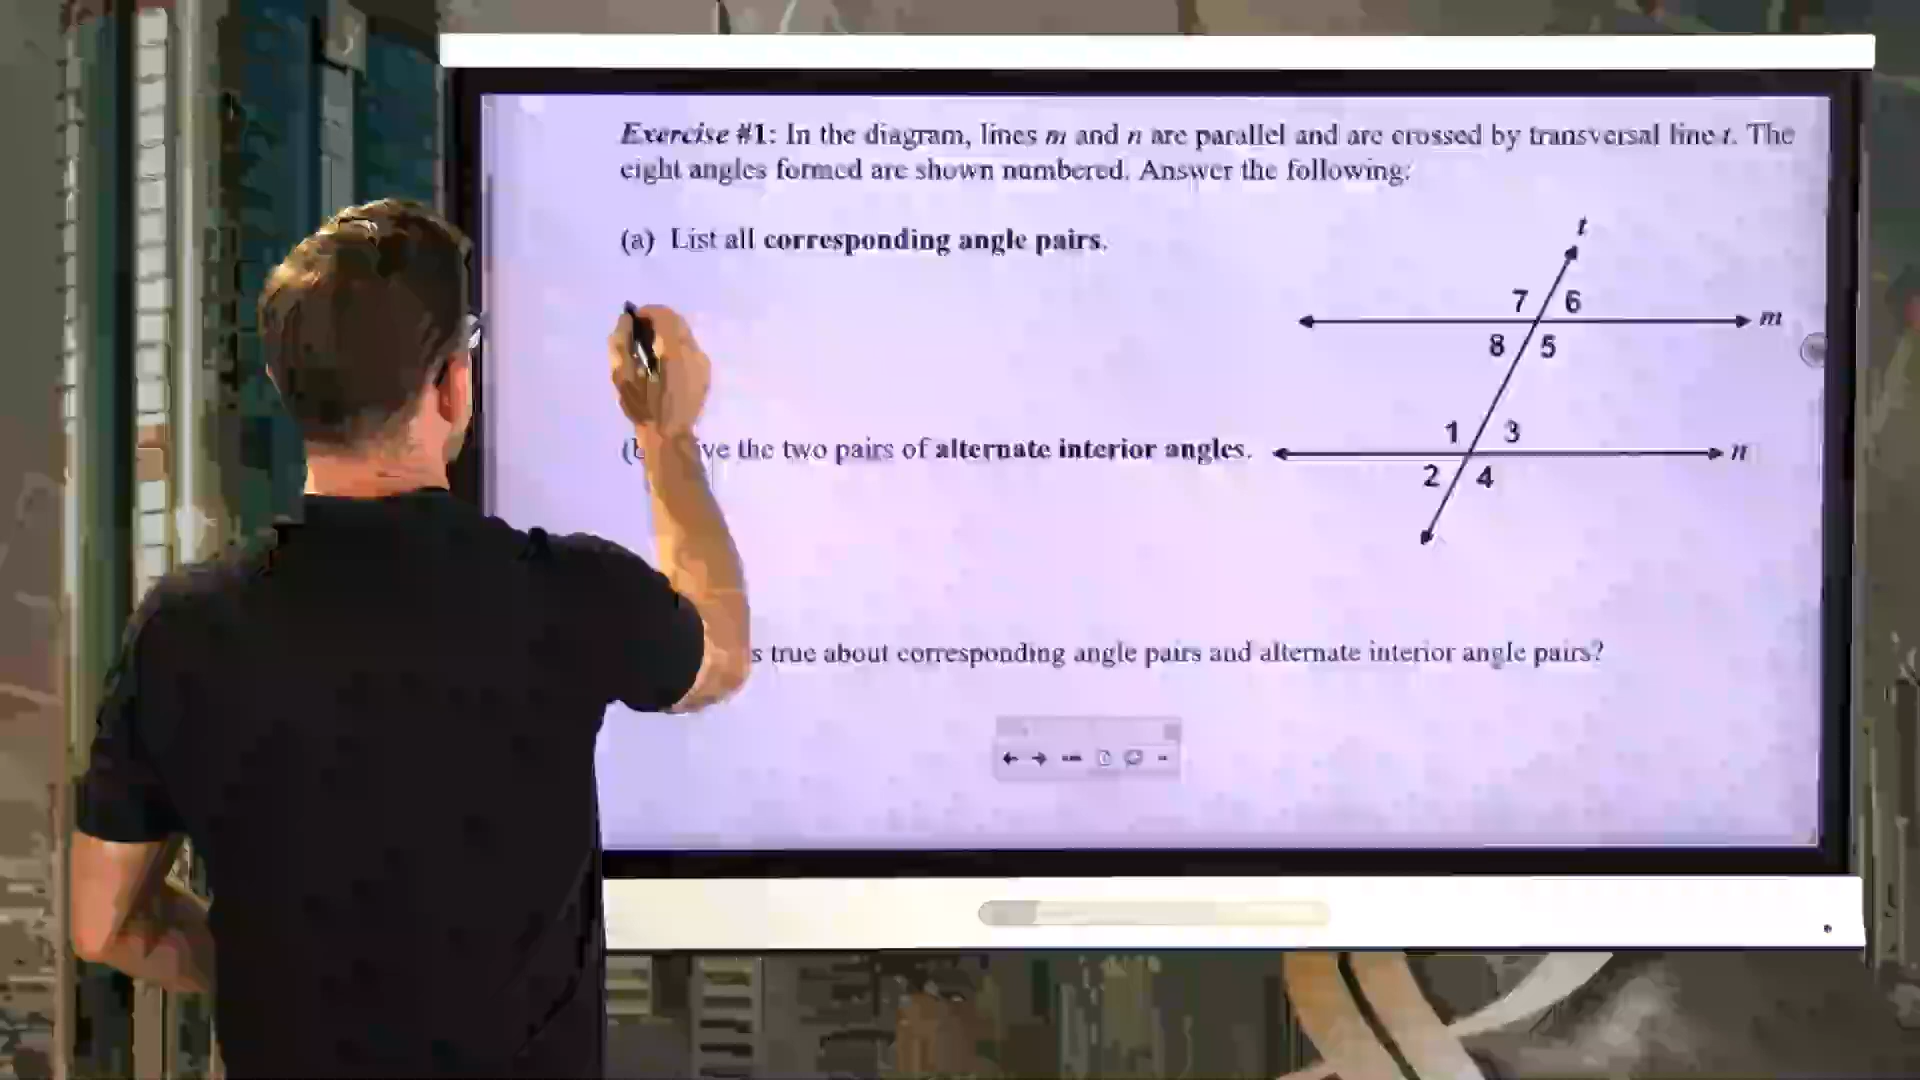 Exercise #1: In the diagram, lines m and n are parallel and are crossed by transversal line t. The
eight angles formed are shown numbered. Answer the following:
(a) List all corresponding angle pairs.
t
7 6
m
8 5
1 3
the two pairs of alternate interior angles.
n
2 4
true about corresponding angle pairs and alternate interior angle pairs?